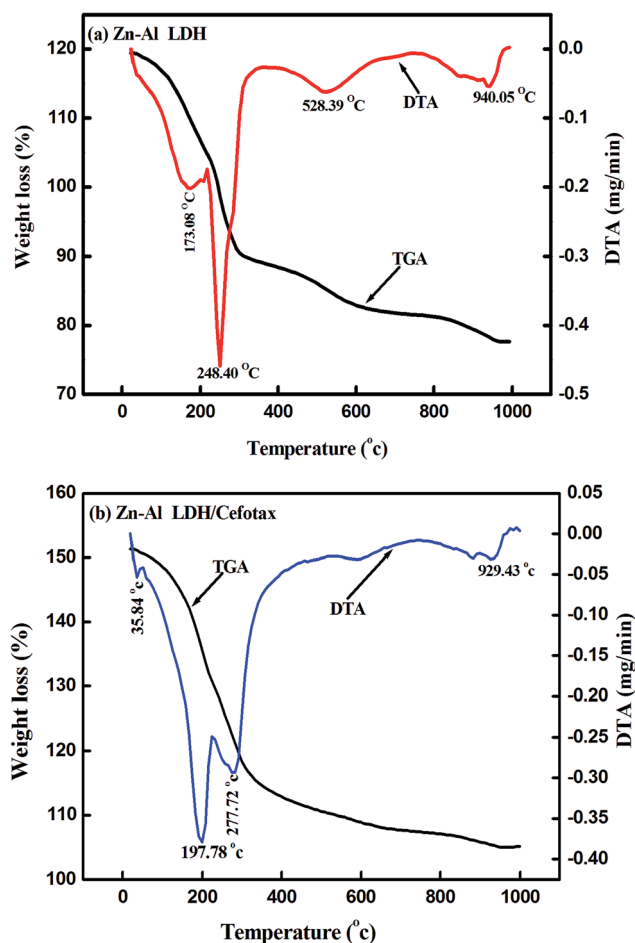 (a) Zn-Al LDH
120
110
100
90
80
70
Weight loss (%)
0.0
-0.1
-0.2
-0.3
-0.4
-0.5
DTA (mg/min)
173.08 °C
248.40 °C
528.39 °C
940.05 °C
DTA
TGA
0 200 400 600 800 1000
Temperature (°c)
(b) Zn-Al LDH/Cefotax
160
150
140
130
120
110
100
Weight loss (%)
0.05
0.00
-0.05
-0.10
-0.15
-0.20
-0.25
-0.30
-0.35
-0.40
DTA (mg/min)
TGA
35.84 °c
197.78 °c
277.72 °c
DTA
929.43 °c
0 200 400 600 800 1000
Temperature (°c)